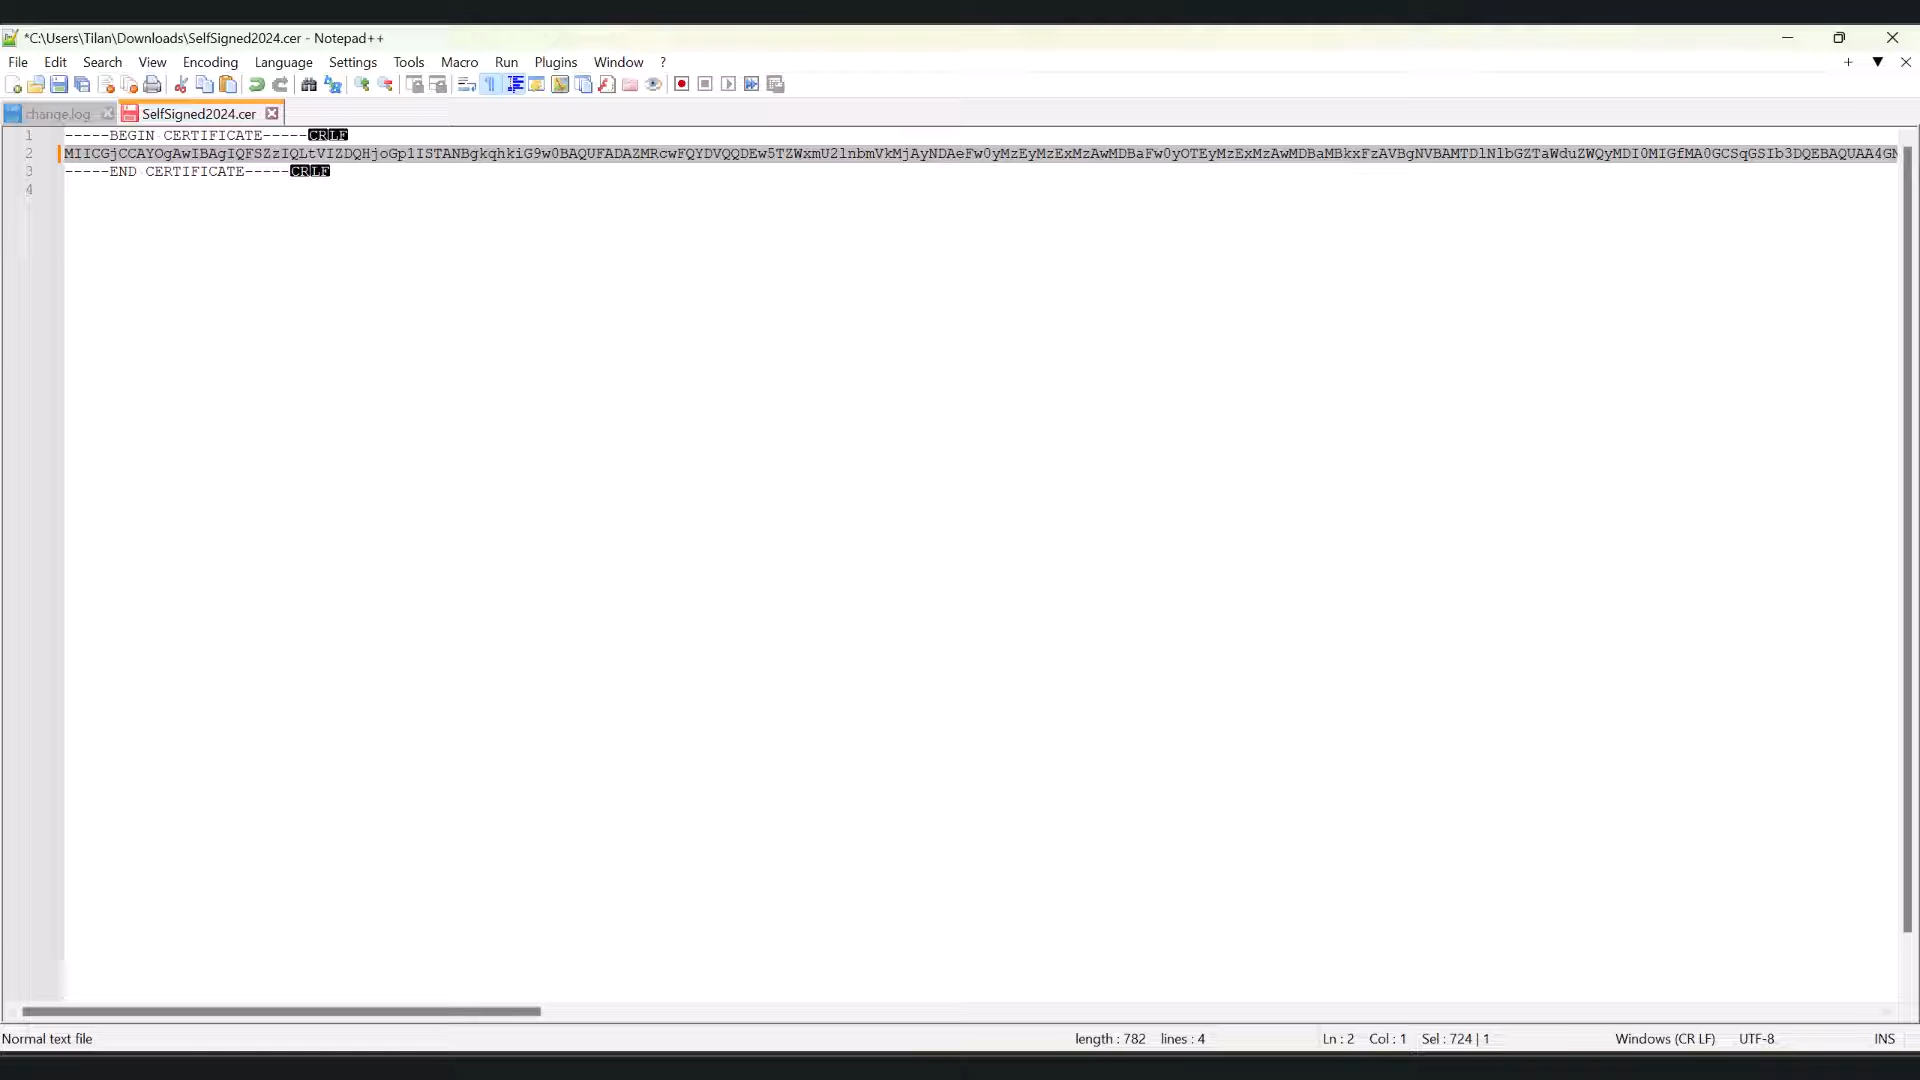 *C:\Users\Tilan\Downloads\SelfSigned2024.cer - Notepad++
File Edit Search View Encoding Language Settings Tools Macro Run Plugins Window ?
change.log SelfSigned2024.cer
1 -----BEGIN CERTIFICATE-----CRLF
2 MIICGjCCAYOgAwIBAgIQFSZzIQLtVIZDQHjoGp1ISTANBgkqhkiG9w0BAQUFADAZMRcwFQYDVQQDEw5TZWxmU2lnbmVkMjAyNDAeFw0yMzEyMzExMzAwMDBaFw0yOTEyMzExMzAwMDBaMBkxFzAVBgNVBAMTDlNlbGZTaWduZWQyMDI0MIGfMA0GCSqGSIb3DQEBAQUAA4GN
3 -----END CERTIFICATE-----CRLF
4
Normal text file length : 782 lines : 4 Ln : 2 Col : 1 Sel : 724 | 1 Windows (CR LF) UTF-8 INS